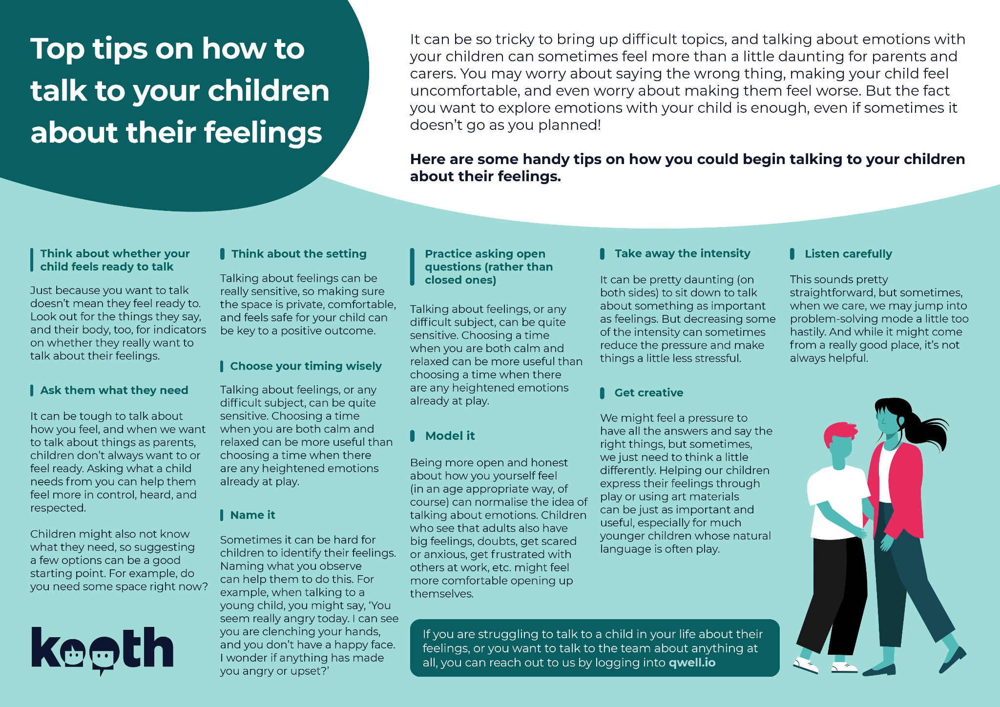 Top tips on how to
talk to your children
about their feelings
It can be so tricky to bring up difficult topics, and talking about emotions with
your children can sometimes feel more than a little daunting for parents and
carers. You may worry about saying the wrong thing, making your child feel
uncomfortable, and even worry about making them feel worse. But the fact
you want to explore emotions with your child is enough, even if sometimes it
doesn’t go as you planned!
Here are some handy tips on how you could begin talking to your children
about their feelings.
Think about whether your
child feels ready to talk
Just because you want to talk
doesn’t mean they feel ready to.
Look out for the things they say,
and their body, too, for indicators
on whether they really want to
talk about their feelings.
Ask them what they need
It can be tough to talk about
how you feel, and when we want
to talk about things as parents,
children don’t always want to or
feel ready. Asking what a child
needs from you can help them
feel more in control, heard, and
respected.
Children might also not know
what they need, so suggesting
a few options can be a good
starting point. For example, do
you need some space right now?
kooth
Think about the setting
Talking about feelings can be
really sensitive, so making sure
the space is private, comfortable,
and feels safe for your child can
be key to a positive outcome.
Choose your timing wisely
Talking about feelings, or any
difficult subject, can be quite
sensitive. Choosing a time
when you are both calm and
relaxed can be more useful than
choosing a time when there
are any heightened emotions
already at play.
Name it
Sometimes it can be hard for
children to identify their feelings.
Naming what you observe
can help them to do this. For
example, when talking to a
young child, you might say, ‘You
seem really angry today. I can see
you are clenching your hands,
and you don’t have a happy face.
I wonder if anything has made
you angry or upset?’
Practice asking open
questions (rather than
closed ones)
Talking about feelings, or any
difficult subject, can be quite
sensitive. Choosing a time
when you are both calm and
relaxed can be more useful than
choosing a time when there
are any heightened emotions
already at play.
Model it
Being more open and honest
about how you yourself feel
(in an age appropriate way, of
course) can normalise the idea of
talking about emotions. Children
who see that adults also have
big feelings, doubts, get scared
or anxious, get frustrated with
others at work, etc. might feel
more comfortable opening up
themselves.
Take away the intensity
It can be pretty daunting (on
both sides) to sit down to talk
about something as important
as feelings. But decreasing some
of the intensity can sometimes
reduce the pressure and make
things a little less stressful.
Get creative
We might feel a pressure to
have all the answers and say the
right things, but sometimes,
we just need to think a little
differently. Helping our children
express their feelings through
play or using art materials
can be just as important and
useful, especially for much
younger children whose natural
language is often play.
Listen carefully
This sounds pretty
straightforward, but sometimes,
when we care, we may jump into
problem-solving mode a little too
hastily. And while it might come
from a really good place, it’s not
always helpful.
If you are struggling to talk to a child in your life about their
feelings, or you want to talk to the team about anything at
all, you can reach out to us by logging into qwell.io